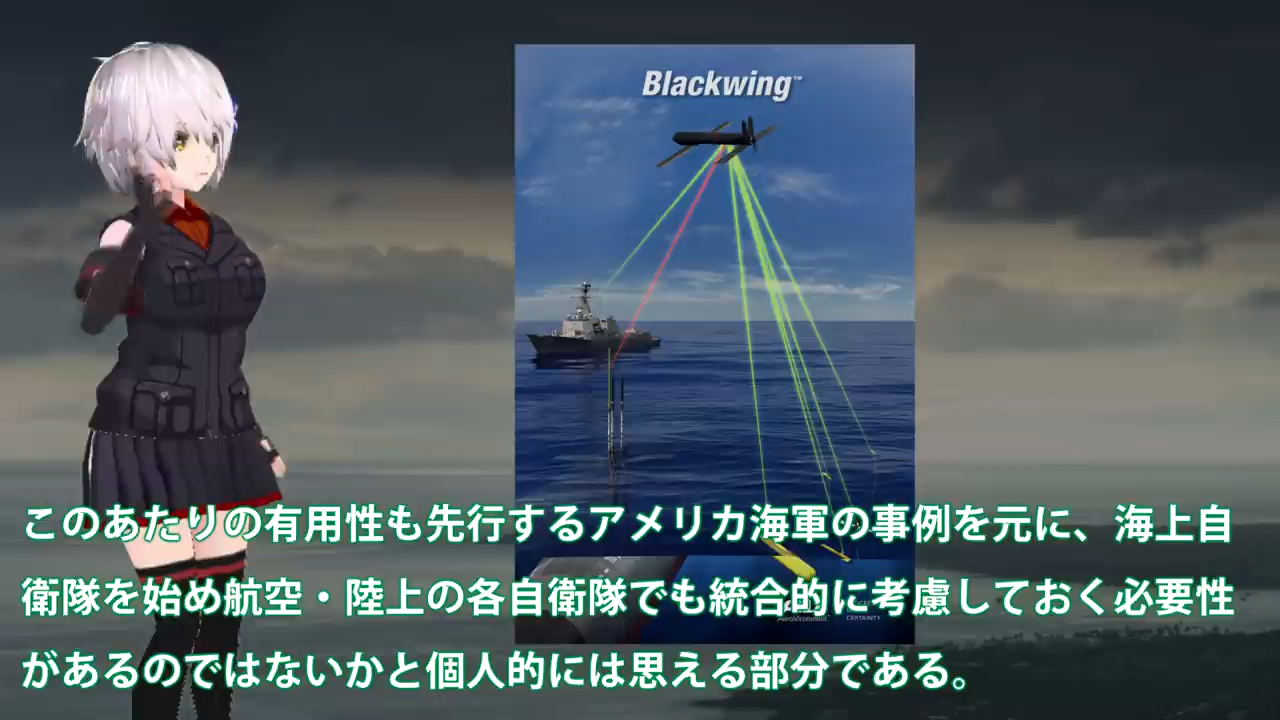 Blackwing™
このあたりの有用性も先行するアメリカ海軍の事例を元に、海上自
衛隊を始め航空・陸上の各自衛隊でも統合的に考慮しておく必要性
があるのではないかと個人的には思える部分である。
AeroVironment
CERTAINTY